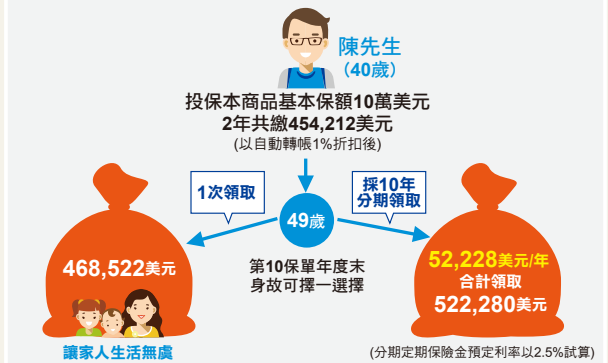 陳先生
（40歲）
投保本商品基本保額10萬美元
2年共繳454,212美元
(以自動轉帳1%折扣後)
1次領取
採10年
分期領取
49歲
468,522美元
第10保單年度末
身故可擇一選擇
52,228美元/年
合計領取
522,280美元
讓家人生活無虞
(分期定期保險金預定利率以2.5%試算)